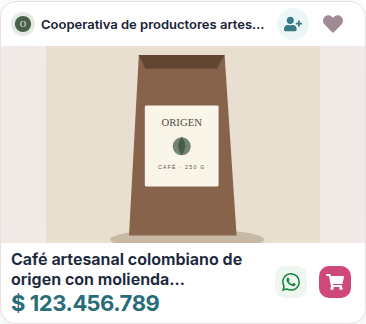 Cooperativa de productores artes...
ORIGEN
CAFÉ · 250 G
Café artesanal colombiano de
origen con molienda...
$ 123.456.789